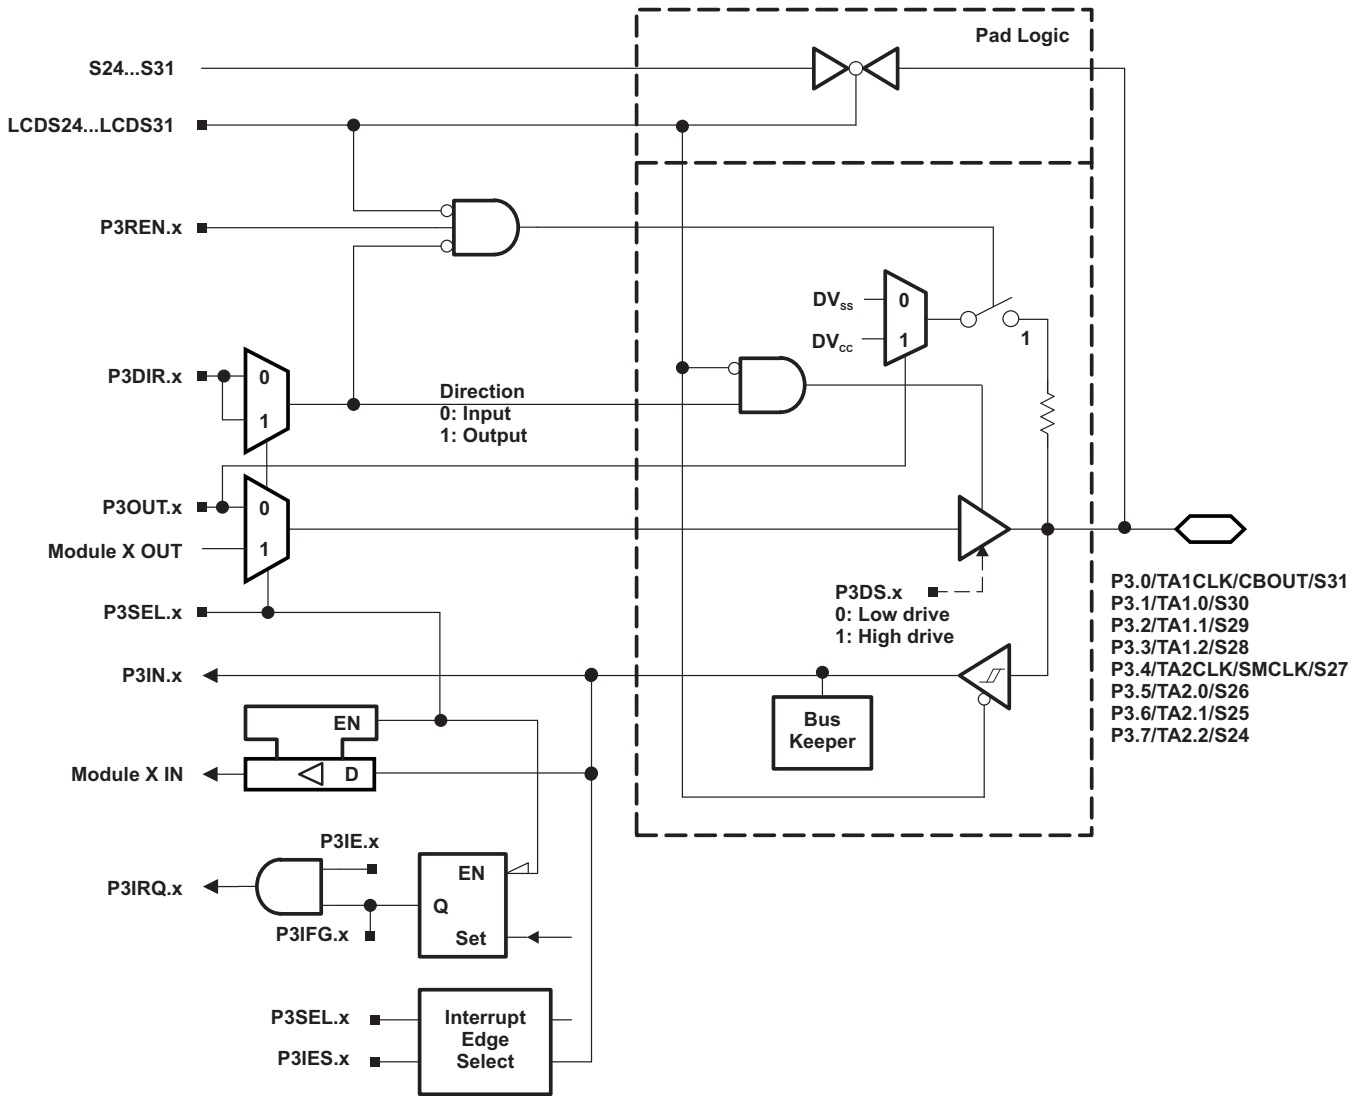 Pad Logic
S24...S31
LCDS24...LCDS31
P3REN.x
DVSS
0
DVCC
1
1
P3DIR.x
0
1
Direction
0: Input
1: Output
P3OUT.x
0
Module X OUT
1
P3DS.x
0: Low drive
1: High drive
P3.0/TA1CLK/CBOUT/S31
P3.1/TA1.0/S30
P3.2/TA1.1/S29
P3.3/TA1.2/S28
P3.4/TA2CLK/SMCLK/S27
P3.5/TA2.0/S26
P3.6/TA2.1/S25
P3.7/TA2.2/S24
P3SEL.x
P3IN.x
Bus
Keeper
EN
Module X IN
D
P3IE.x
P3IRQ.x
EN
Q
P3IFG.x
Set
P3SEL.x
P3IES.x
Interrupt
Edge
Select